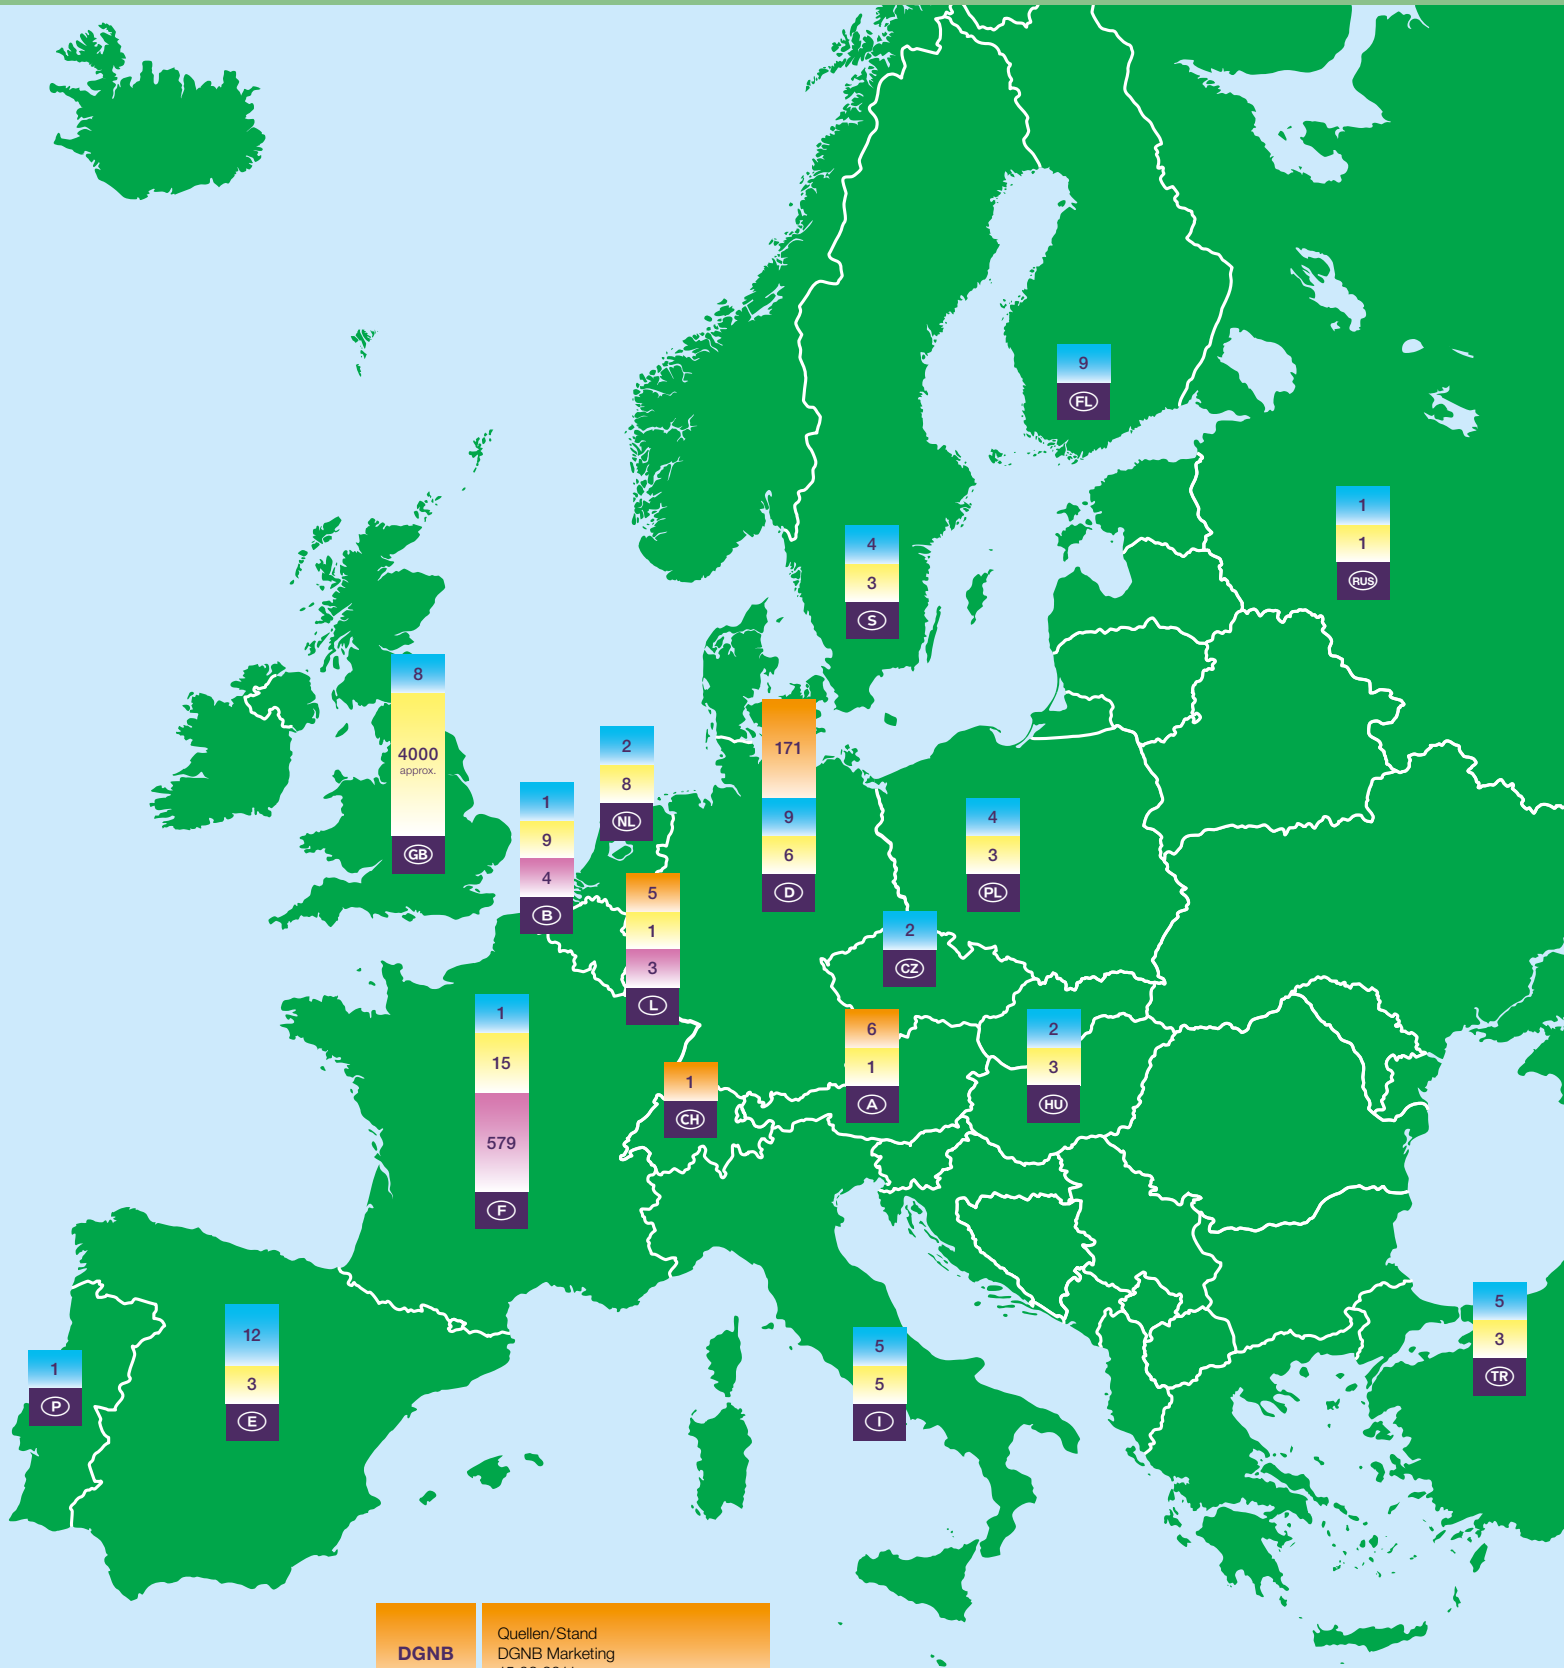 9
FL
1
1
RUS
4
3
S
8
4000
approx.
GB
2
8
NL
171
9
6
D
1
9
4
B
4
3
PL
5
1
3
L
2
CZ
1
15
579
F
6
1
A
2
3
HU
1
CH
12
3
E
1
P
5
5
I
5
3
TR
DGNB
Quellen/Stand
DGNB Marketing